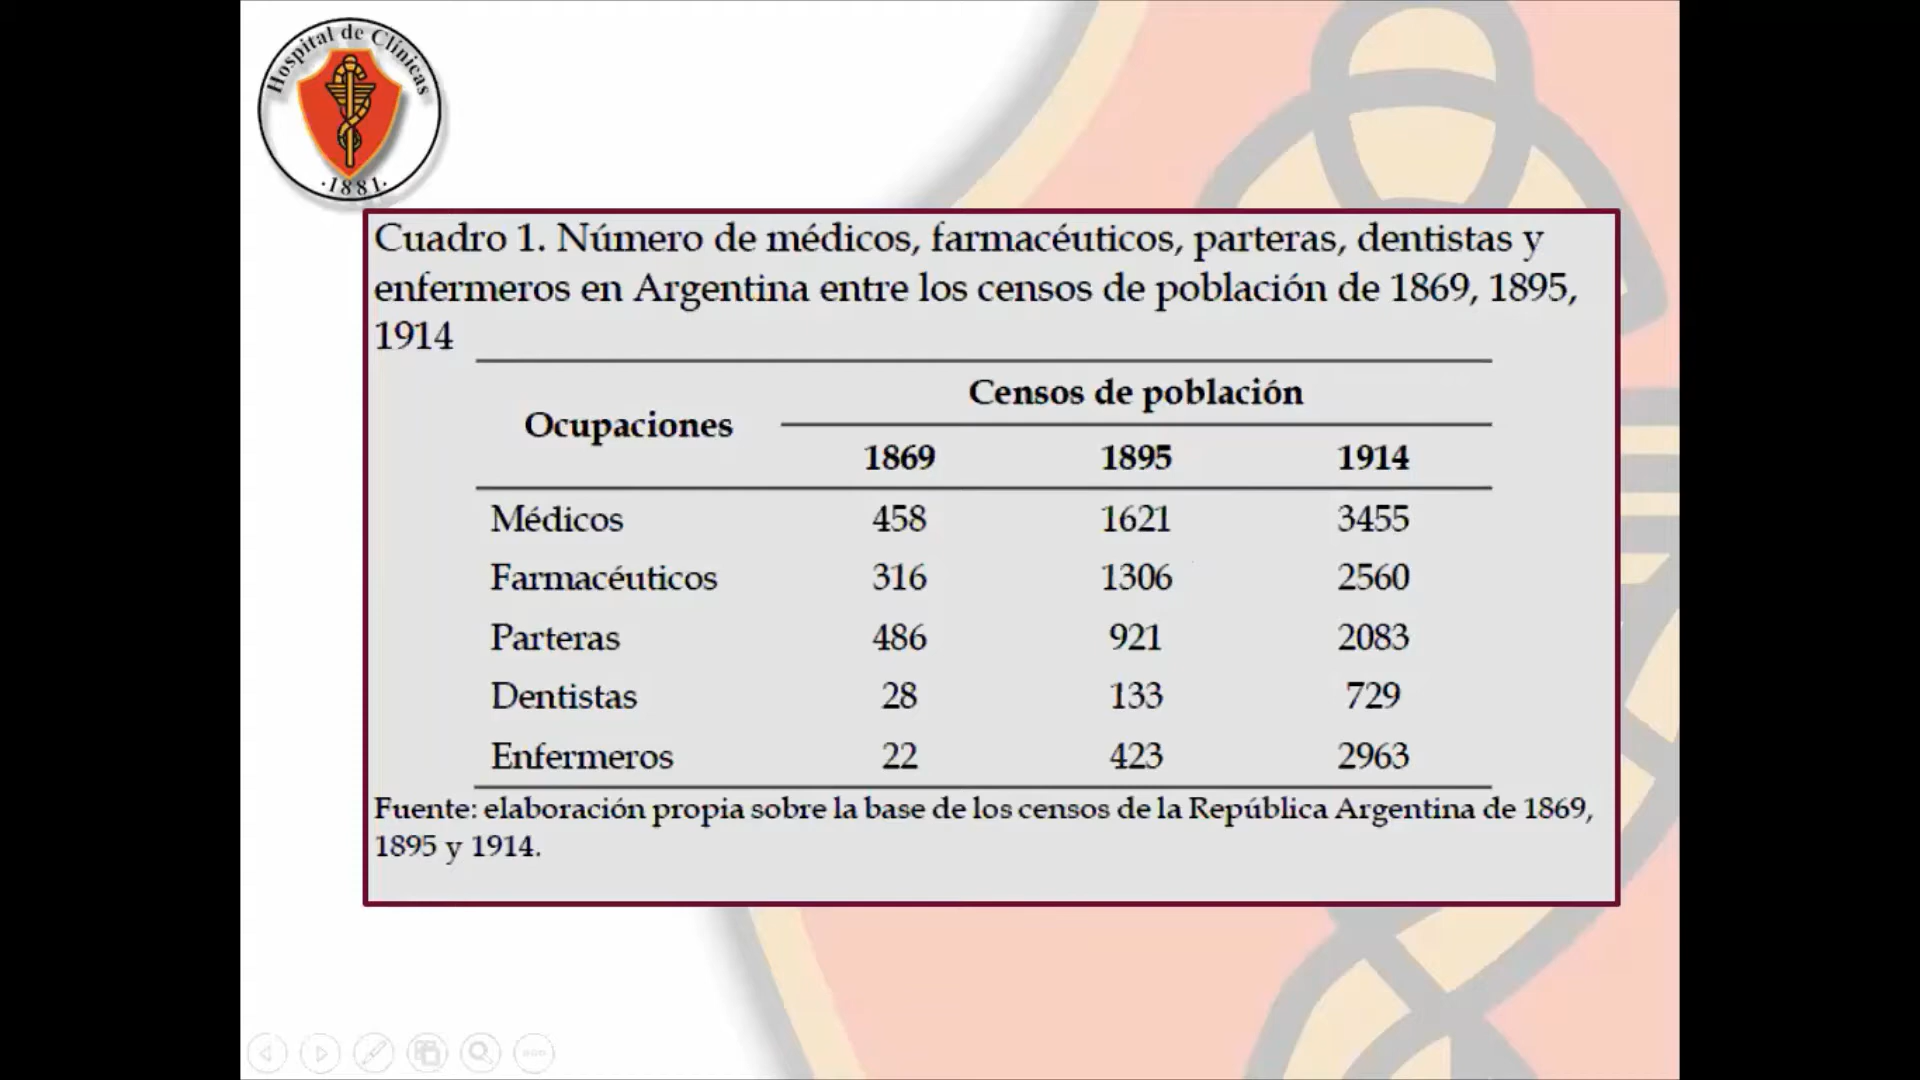 Hospital de Clínicas
·1881·
Cuadro 1. Número de médicos, farmacéuticos, parteras, dentistas y
enfermeros en Argentina entre los censos de población de 1869, 1895,
1914
Censos de población
Ocupaciones
1869 1895 1914
Médicos 458 1621 3455
Farmacéuticos 316 1306 2560
Parteras 486 921 2083
Dentistas 28 133 729
Enfermeros 22 423 2963
Fuente: elaboración propia sobre la base de los censos de la República Argentina de 1869,
1895 y 1914.